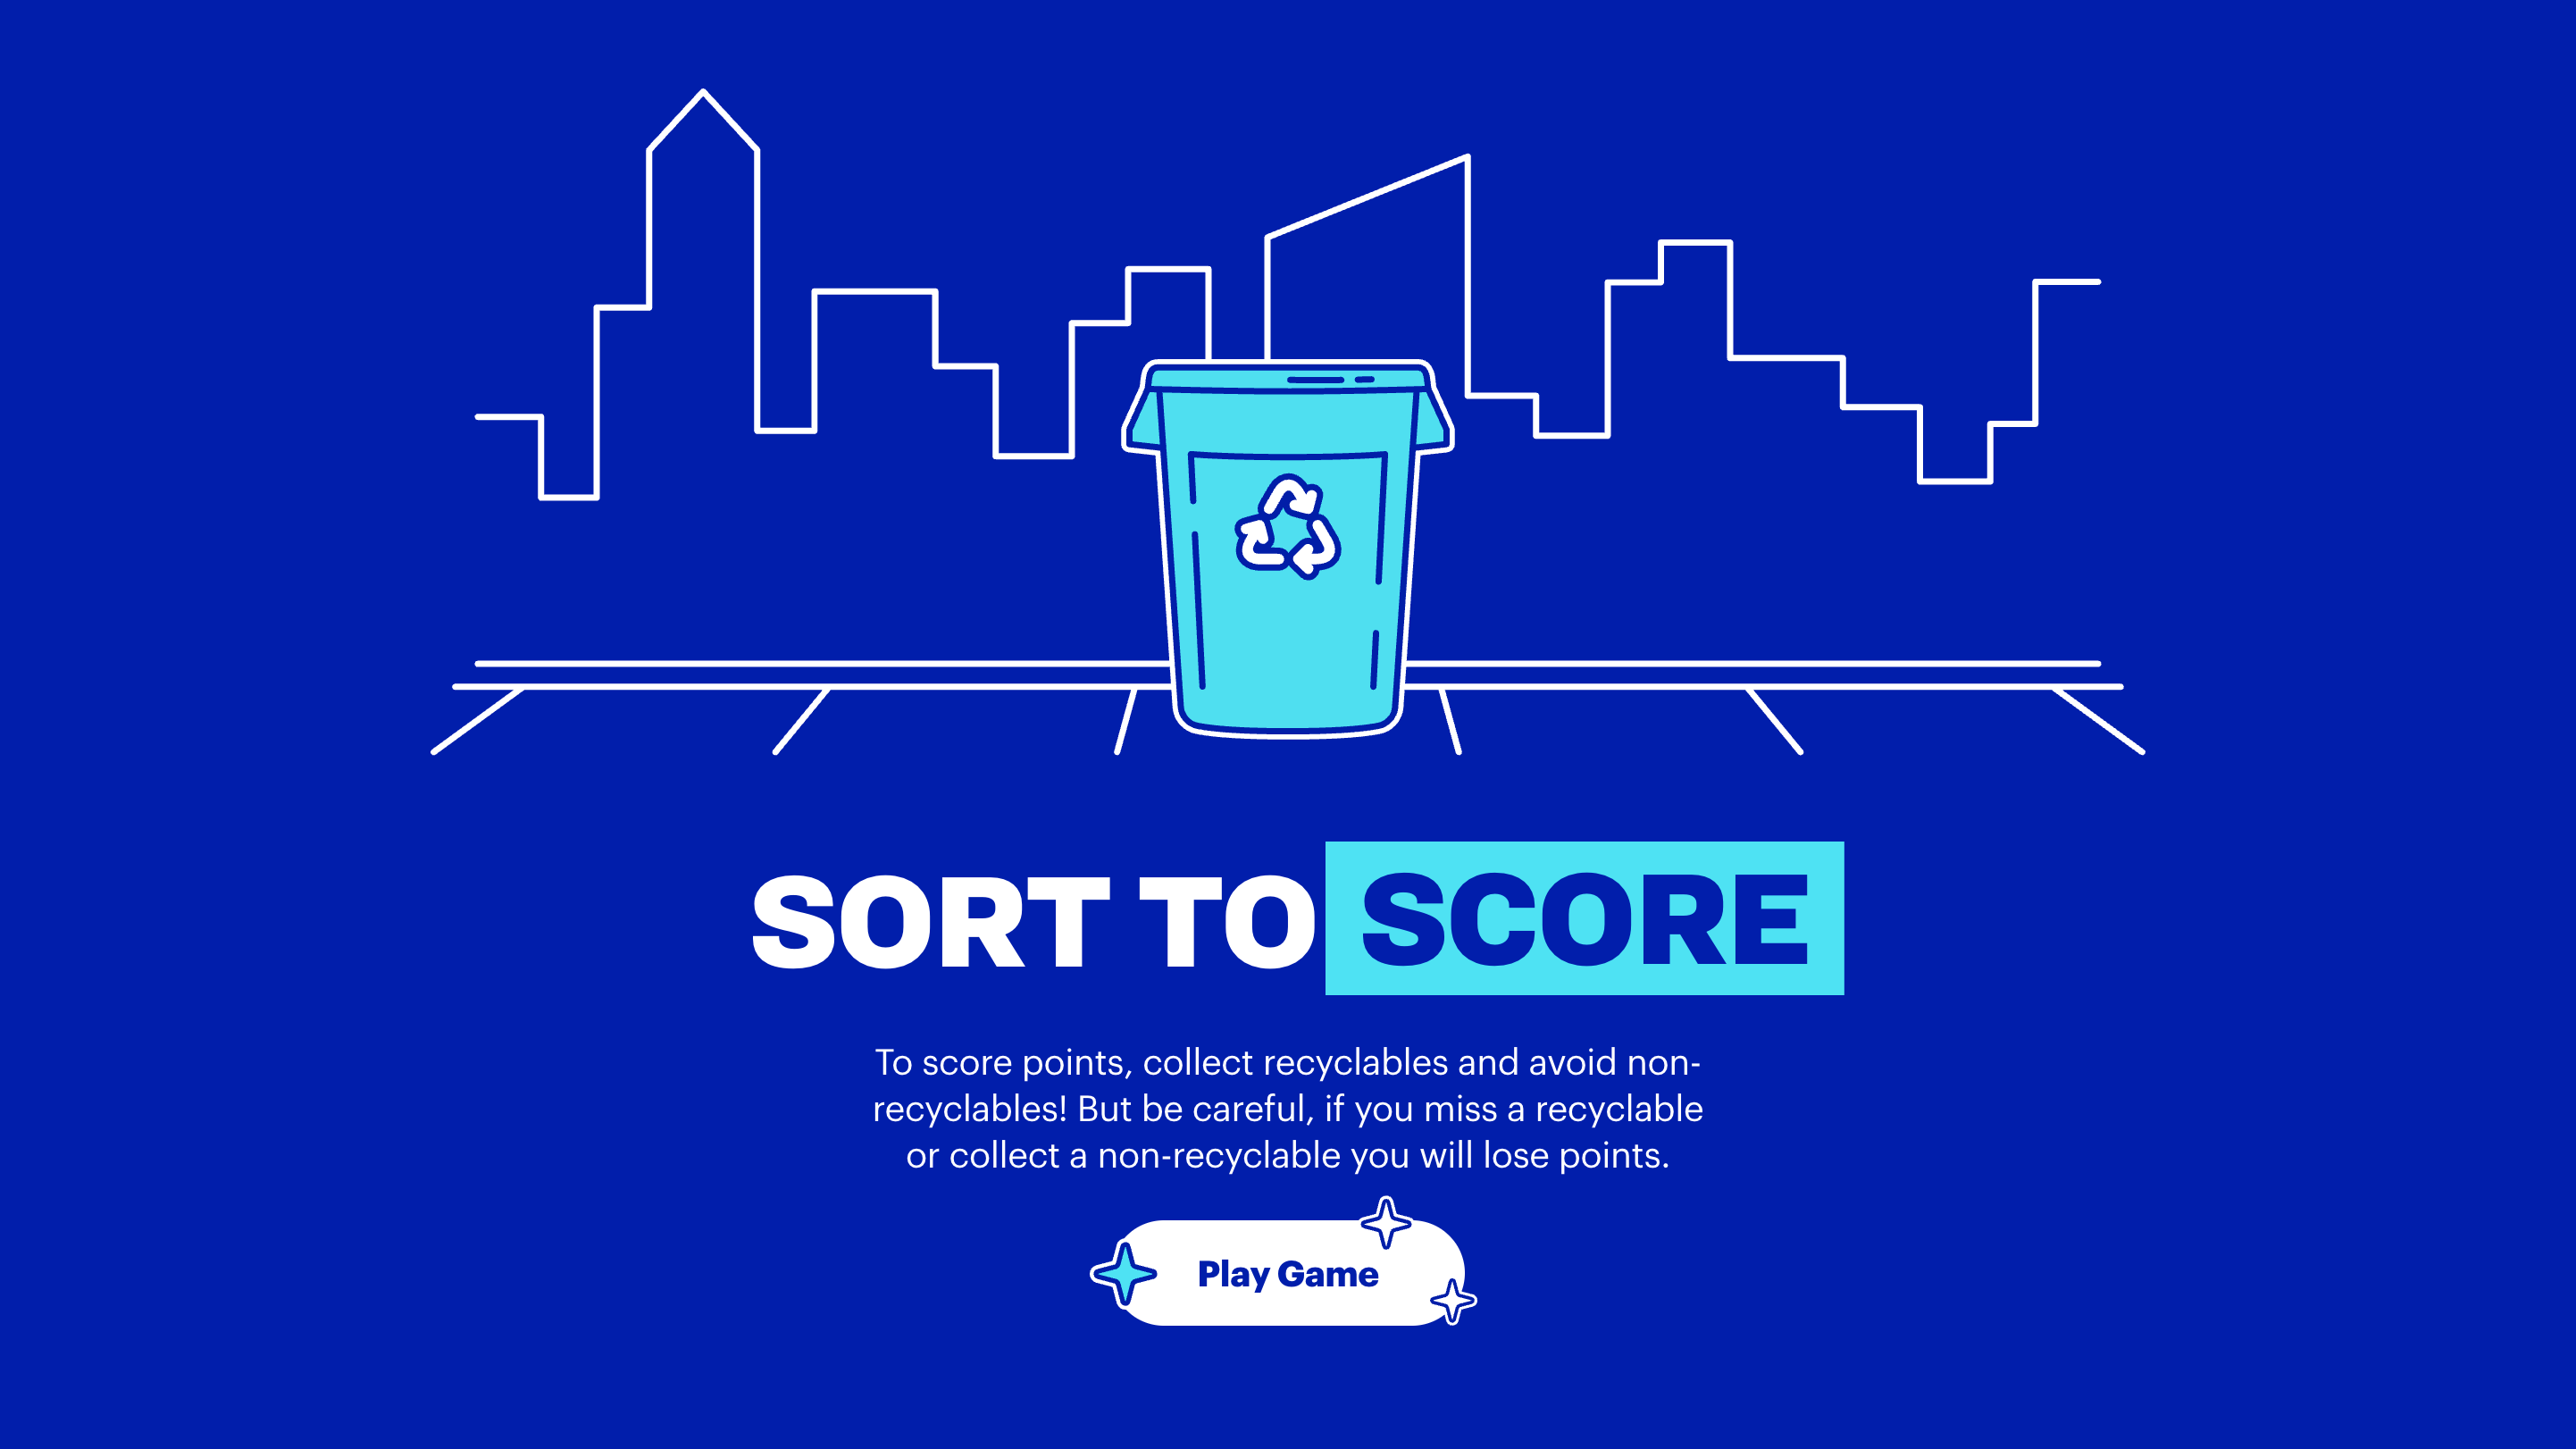 SORT TO SCORE
To score points, collect recyclables and avoid non-
recyclables! But be careful, if you miss a recyclable
or collect a non-recyclable you will lose points.
Play Game